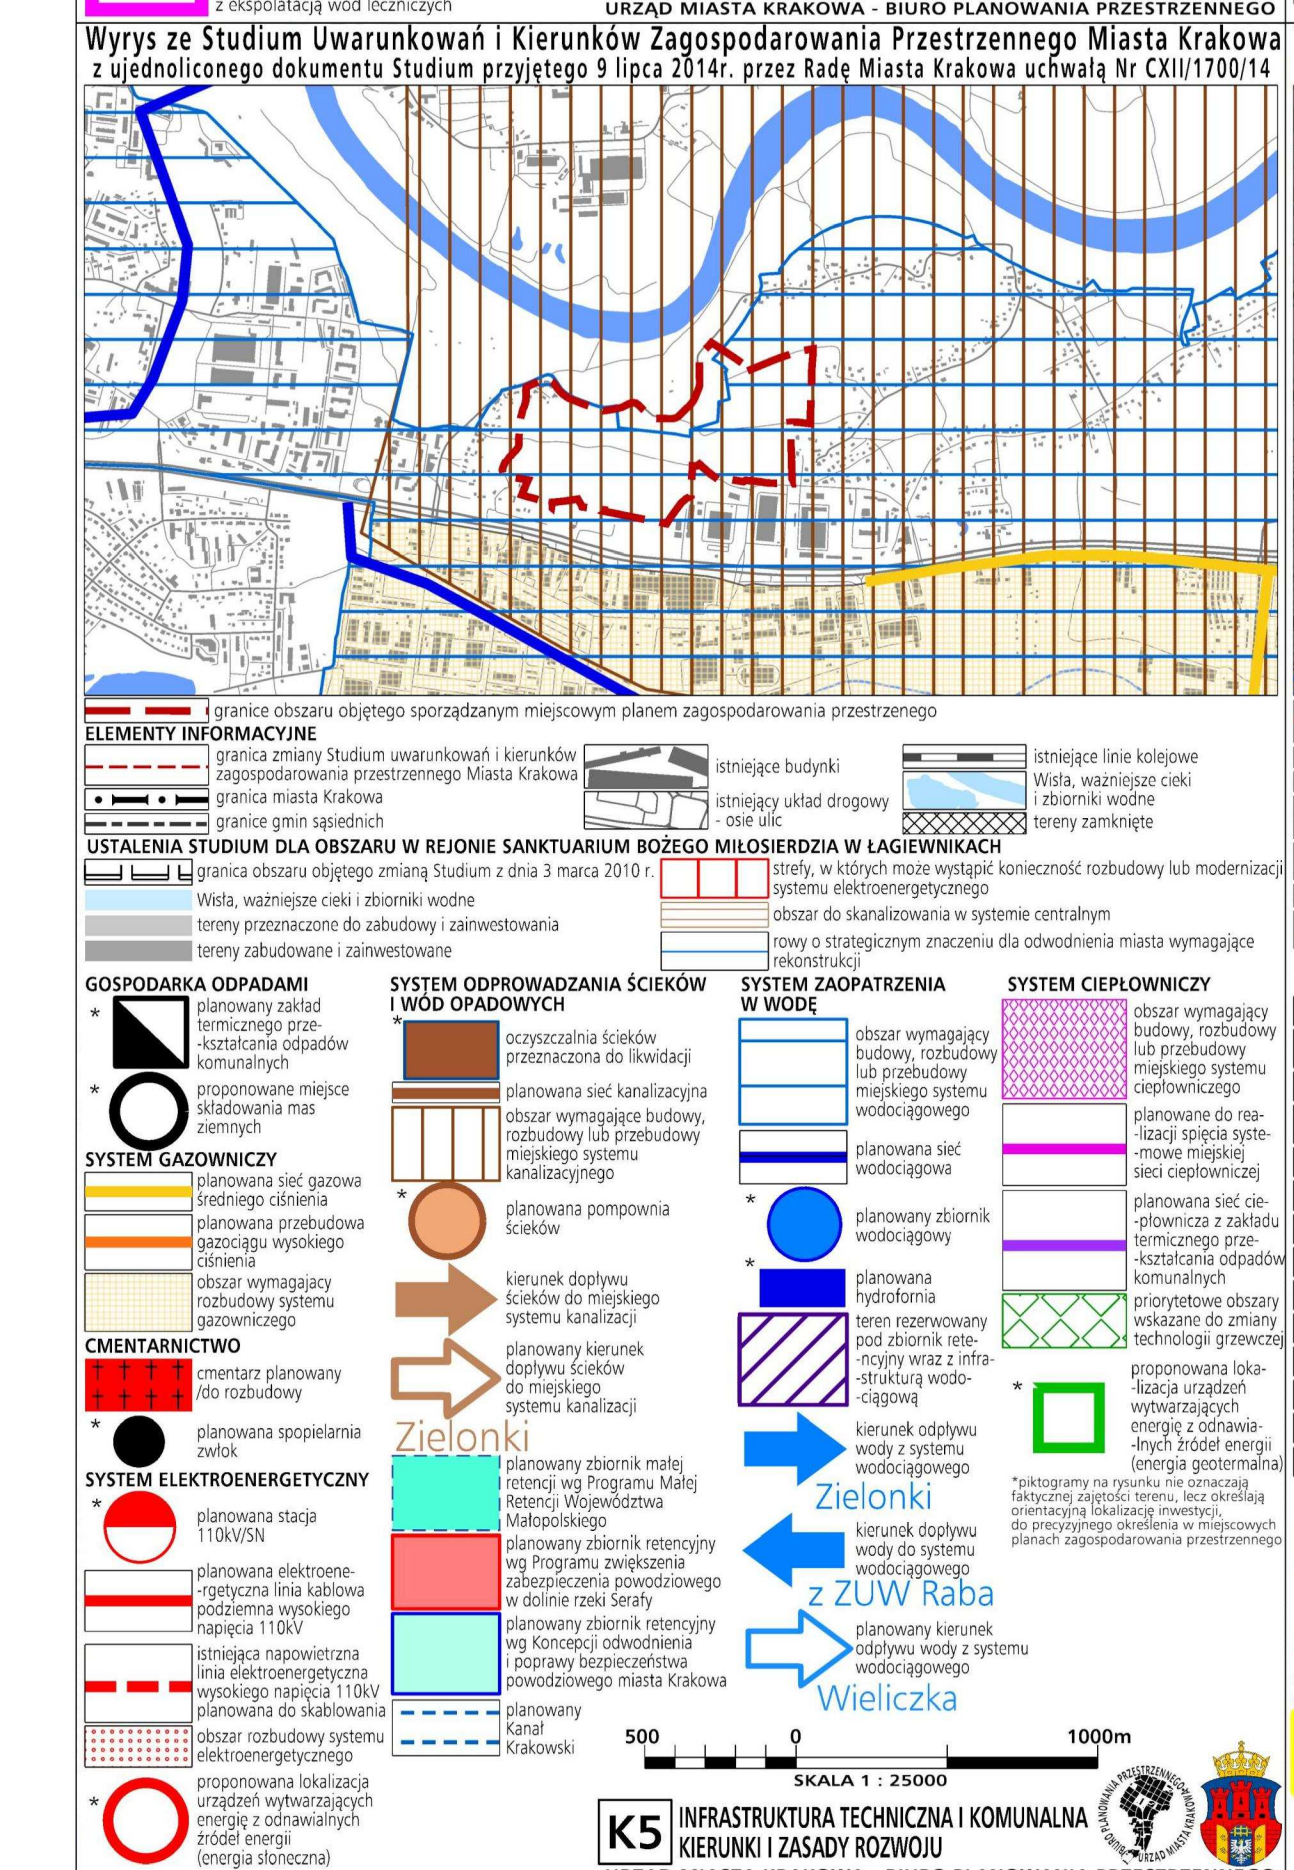 z ekspolatacją wód leczniczych
URZĄD MIASTA KRAKOWA - BIURO PLANOWANIA PRZESTRZENNEGO
Wyrys ze Studium Uwarunkowań i Kierunków Zagospodarowania Przestrzennego Miasta Krakowa
z ujednoliconego dokumentu Studium przyjętego 9 lipca 2014r. przez Radę Miasta Krakowa uchwałą Nr CXII/1700/14
granice obszaru objętego sporządzanym miejscowym planem zagospodarowania przestrzenego
ELEMENTY INFORMACYJNE
granica zmiany Studium uwarunkowań i kierunków
zagospodarowania przestrzennego Miasta Krakowa
granica miasta Krakowa
granice gmin sąsiednich
istniejące budynki
istniejący układ drogowy
- osie ulic
istniejące linie kolejowe
Wisła, ważniejsze cieki
i zbiorniki wodne
tereny zamknięte
USTALENIA STUDIUM DLA OBSZARU W REJONIE SANKTUARIUM BOŻEGO MIŁOSIERDZIA W ŁAGIEWNIKACH
granica obszaru objętego zmianą Studium z dnia 3 marca 2010 r.
Wisła, ważniejsze cieki i zbiorniki wodne
tereny przeznaczone do zabudowy i zainwestowania
tereny zabudowane i zainwestowane
strefy, w których może wystąpić konieczność rozbudowy lub modernizacji
systemu elektroenergetycznego
obszar do skanalizowania w systemie centralnym
rowy o strategicznym znaczeniu dla odwodnienia miasta wymagające
rekonstrukcji
GOSPODARKA ODPADAMI
*
planowany zakład
termicznego prze-
-kształcania odpadów
komunalnych
*
proponowane miejsce
składowania mas
ziemnych
SYSTEM GAZOWNICZY
planowana sieć gazowa
średniego ciśnienia
planowana przebudowa
gazociągu wysokiego
ciśnienia
obszar wymagajacy
rozbudowy systemu
gazowniczego
CMENTARNICTWO
cmentarz planowany
/do rozbudowy
*
planowana spopielarnia
zwłok
SYSTEM ELEKTROENERGETYCZNY
*
planowana stacja
110kV/SN
planowana elektroene-
-rgetyczna linia kablowa
podziemna wysokiego
napięcia 110kV
istniejąca napowietrzna
linia elektroenergetyczna
wysokiego napięcia 110kV
planowana do skablowania
obszar rozbudowy systemu
elektroenergetycznego
*
proponowana lokalizacja
urządzeń wytwarzających
energię z odnawialnych
źródeł energii
(energia słoneczna)
SYSTEM ODPROWADZANIA ŚCIEKÓW
I WÓD OPADOWYCH
*
oczyszczalnia ścieków
przeznaczona do likwidacji
planowana sieć kanalizacyjna
obszar wymagające budowy,
rozbudowy lub przebudowy
miejskiego systemu
kanalizacyjnego
*
planowana pompownia
ścieków
kierunek dopływu
ścieków do miejskiego
systemu kanalizacji
planowany kierunek
dopływu ścieków
do miejskiego
systemu kanalizacji
Zielonki
planowany zbiornik małej
retencji wg Programu Małej
Retencji Województwa
Małopolskiego
planowany zbiornik retencyjny
wg Programu zwiększenia
zabezpieczenia powodziowego
w dolinie rzeki Serafy
planowany zbiornik retencyjny
wg Koncepcji odwodnienia
i poprawy bezpieczeństwa
powodziowego miasta Krakowa
planowany
Kanał
Krakowski
SYSTEM ZAOPATRZENIA
W WODĘ
obszar wymagający
budowy, rozbudowy
lub przebudowy
miejskiego systemu
wodociągowego
planowana sieć
wodociągowa
*
planowany zbiornik
wodociągowy
*
planowana
hydrofornia
teren rezerwowany
pod zbiornik rete-
-ncyjny wraz z infra-
-strukturą wodo-
-ciągową
kierunek odpływu
wody z systemu
wodociągowego
Zielonki
kierunek dopływu
wody do systemu
wodociągowego
z ZUW Raba
planowany kierunek
odpływu wody z systemu
wodociągowego
Wieliczka
SYSTEM CIEPŁOWNICZY
obszar wymagający
budowy, rozbudowy
lub przebudowy
miejskiego systemu
ciepłowniczego
planowane do rea-
-lizacji spięcia syste-
-mowe miejskiej
sieci ciepłowniczej
planowana sieć cie-
-płownicza z zakładu
termicznego prze-
-kształcania odpadów
komunalnych
priorytetowe obszary
wskazane do zmiany
technologii grzewczej
*
proponowana loka-
-lizacja urządzeń
wytwarzających
energię z odnawia-
-lnych źródeł energii
(energia geotermalna)
*piktogramy na rysunku nie oznaczają
faktycznej zajętości terenu, lecz określają
orientacyjną lokalizację inwestycji,
do precyzyjnego określenia w miejscowych
planach zagospodarowania przestrzennego
500 0 1000m
SKALA 1 : 25000
K5
INFRASTRUKTURA TECHNICZNA I KOMUNALNA
KIERUNKI I ZASADY ROZWOJU
BIURO PLANOWANIA PRZESTRZENNEGO
URZĄD MIASTA KRAKOWA
URZĄD MIASTA KRAKOWA - BIURO PLANOWANIA PRZESTRZENNEGO